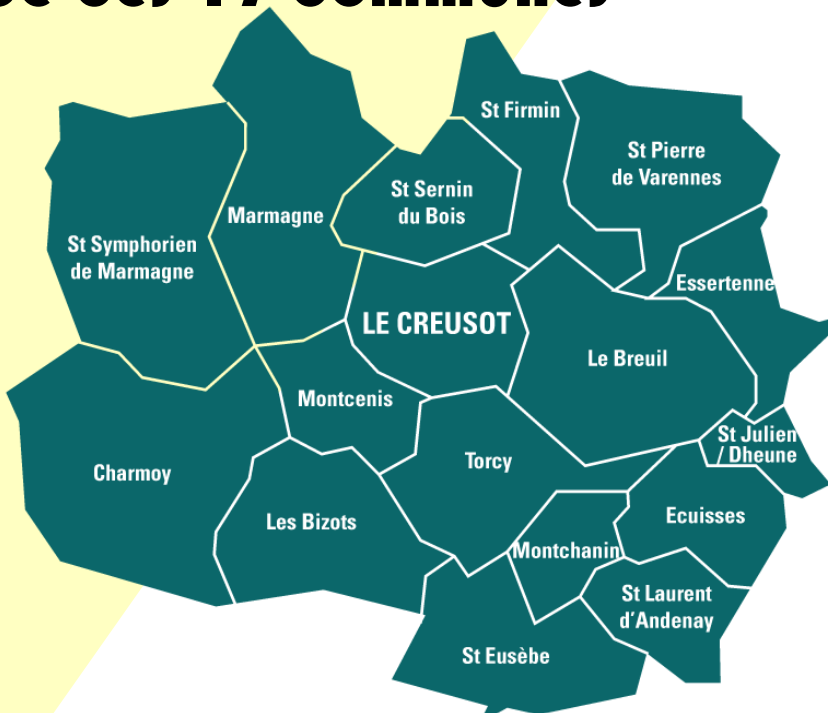 St Firmin
St Pierre
de Varennes
St Sernin
du Bois
Marmagne
St Symphorien
de Marmagne
Essertenne
LE CREUSOT
Le Breuil
Montcenis
St Julien
/ Dheune
Torcy
Charmoy
Ecuisses
Les Bizots
Montchanin
St Laurent
d'Andenay
St Eusèbe